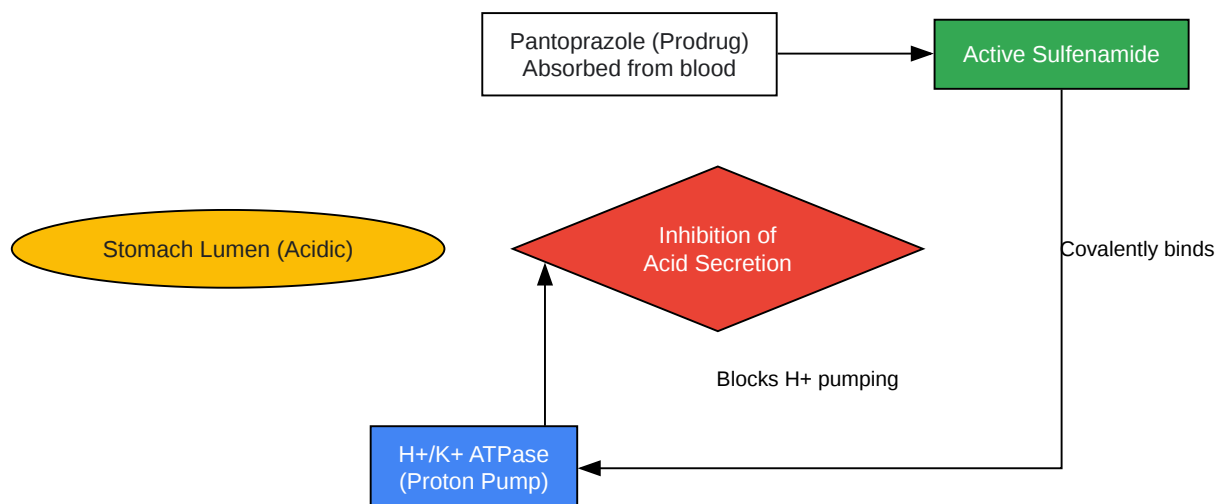 Pantoprazole (Prodrug)
Absorbed from blood
Active Sulfenamide
Stomach Lumen (Acidic)
Inhibition of
Acid Secretion
Covalently binds
Blocks H+ pumping
H+/K+ ATPase
(Proton Pump)